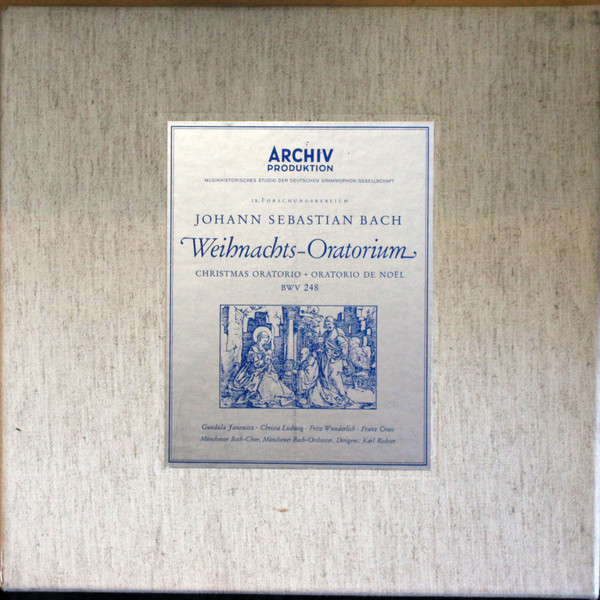 ARCHIV
PRODUKTION
MUSIKHISTORISCHES STUDIO DER DEUTSCHEN GRAMMOPHON GESELLSCHAFT
IX. FORSCHUNGSBEREICH
JOHANN SEBASTIAN BACH
Weihnachts-Oratorium
CHRISTMAS ORATORIO • ORATORIO DE NOËL
BWV 248
Gundula Janowitz · Christa Ludwig · Fritz Wunderlich · Franz Crass
Münchener Bach-Chor, Münchener Bach-Orchester, Dirigent: Karl Richter